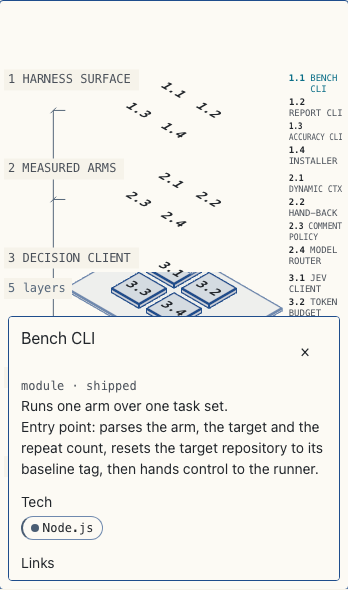 1 HARNESS SURFACE
1.1
1.3
1.2
1.4
1.1 BENCH
CLI
1.2
REPORT CLI
1.3
ACCURACY CLI
1.4
INSTALLER
2 MEASURED ARMS
2.1
2.3
2.2
2.4
2.1
DYNAMIC CTX
2.2
HAND-BACK
2.3 COMMENT
POLICY
2.4 MODEL
ROUTER
3 DECISION CLIENT
5 layers
3.1
3.3
3.2
3.4
3.1 JEV
CLIENT
3.2 TOKEN
BUDGET
Bench CLI
×
module · shipped
Runs one arm over one task set.
Entry point: parses the arm, the target and the
repeat count, resets the target repository to its
baseline tag, then hands control to the runner.
Tech
Node.js
Links